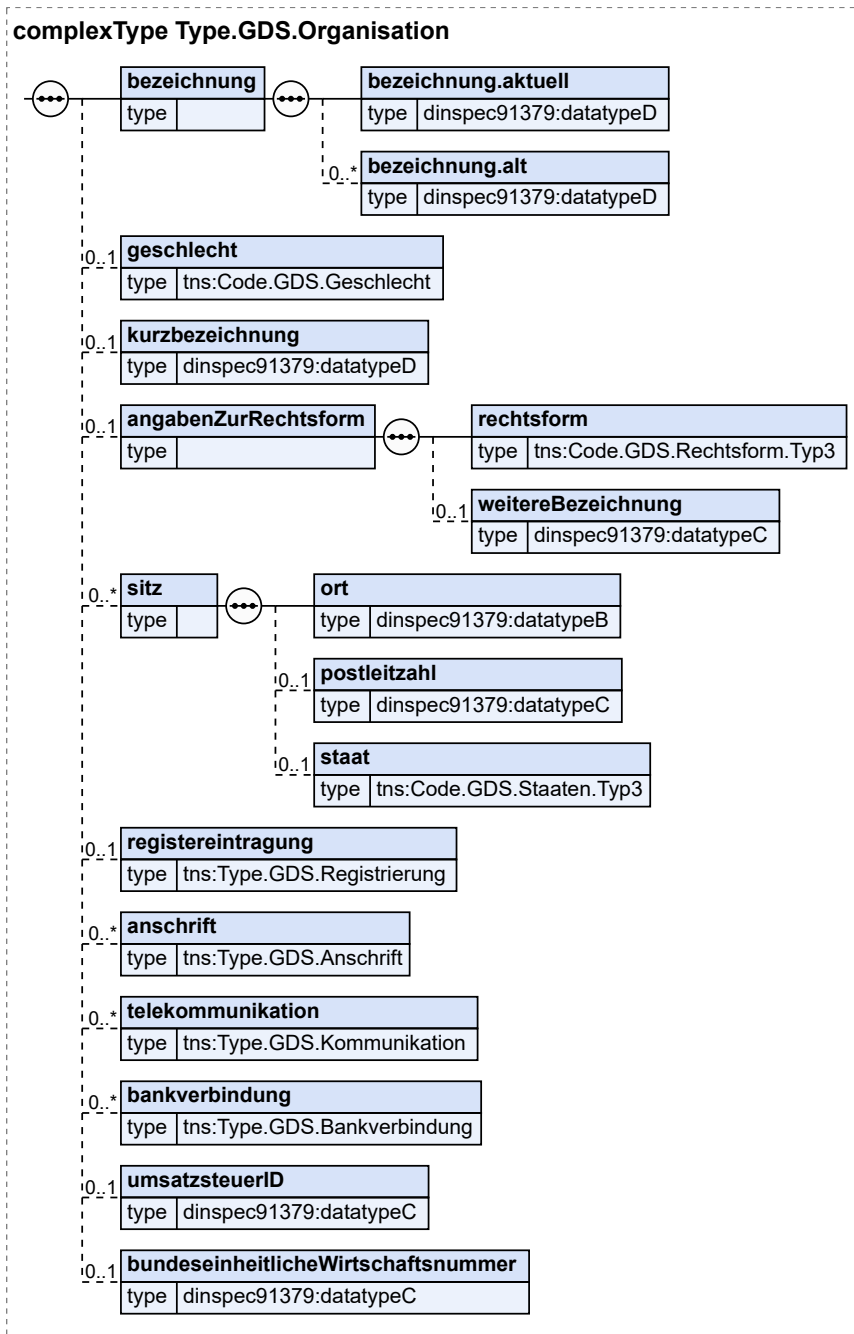 complexType Type.GDS.Organisation
bezeichnung
type
bezeichnung.aktuell
type dinspec91379:datatypeD
0..* bezeichnung.alt
type dinspec91379:datatypeD
0..1 geschlecht
type tns:Code.GDS.Geschlecht
0..1 kurzbezeichnung
type dinspec91379:datatypeD
0..1 angabenZurRechtsform
type
rechtsform
type tns:Code.GDS.Rechtsform.Typ3
0..1 weitereBezeichnung
type dinspec91379:datatypeC
0..* sitz
type
ort
type dinspec91379:datatypeB
0..1 postleitzahl
type dinspec91379:datatypeC
0..1 staat
type tns:Code.GDS.Staaten.Typ3
0..1 registereintragung
type tns:Type.GDS.Registrierung
0..* anschrift
type tns:Type.GDS.Anschrift
0..* telekommunikation
type tns:Type.GDS.Kommunikation
0..* bankverbindung
type tns:Type.GDS.Bankverbindung
0..1 umsatzsteuerID
type dinspec91379:datatypeC
0..1 bundeseinheitlicheWirtschaftsnummer
type dinspec91379:datatypeC